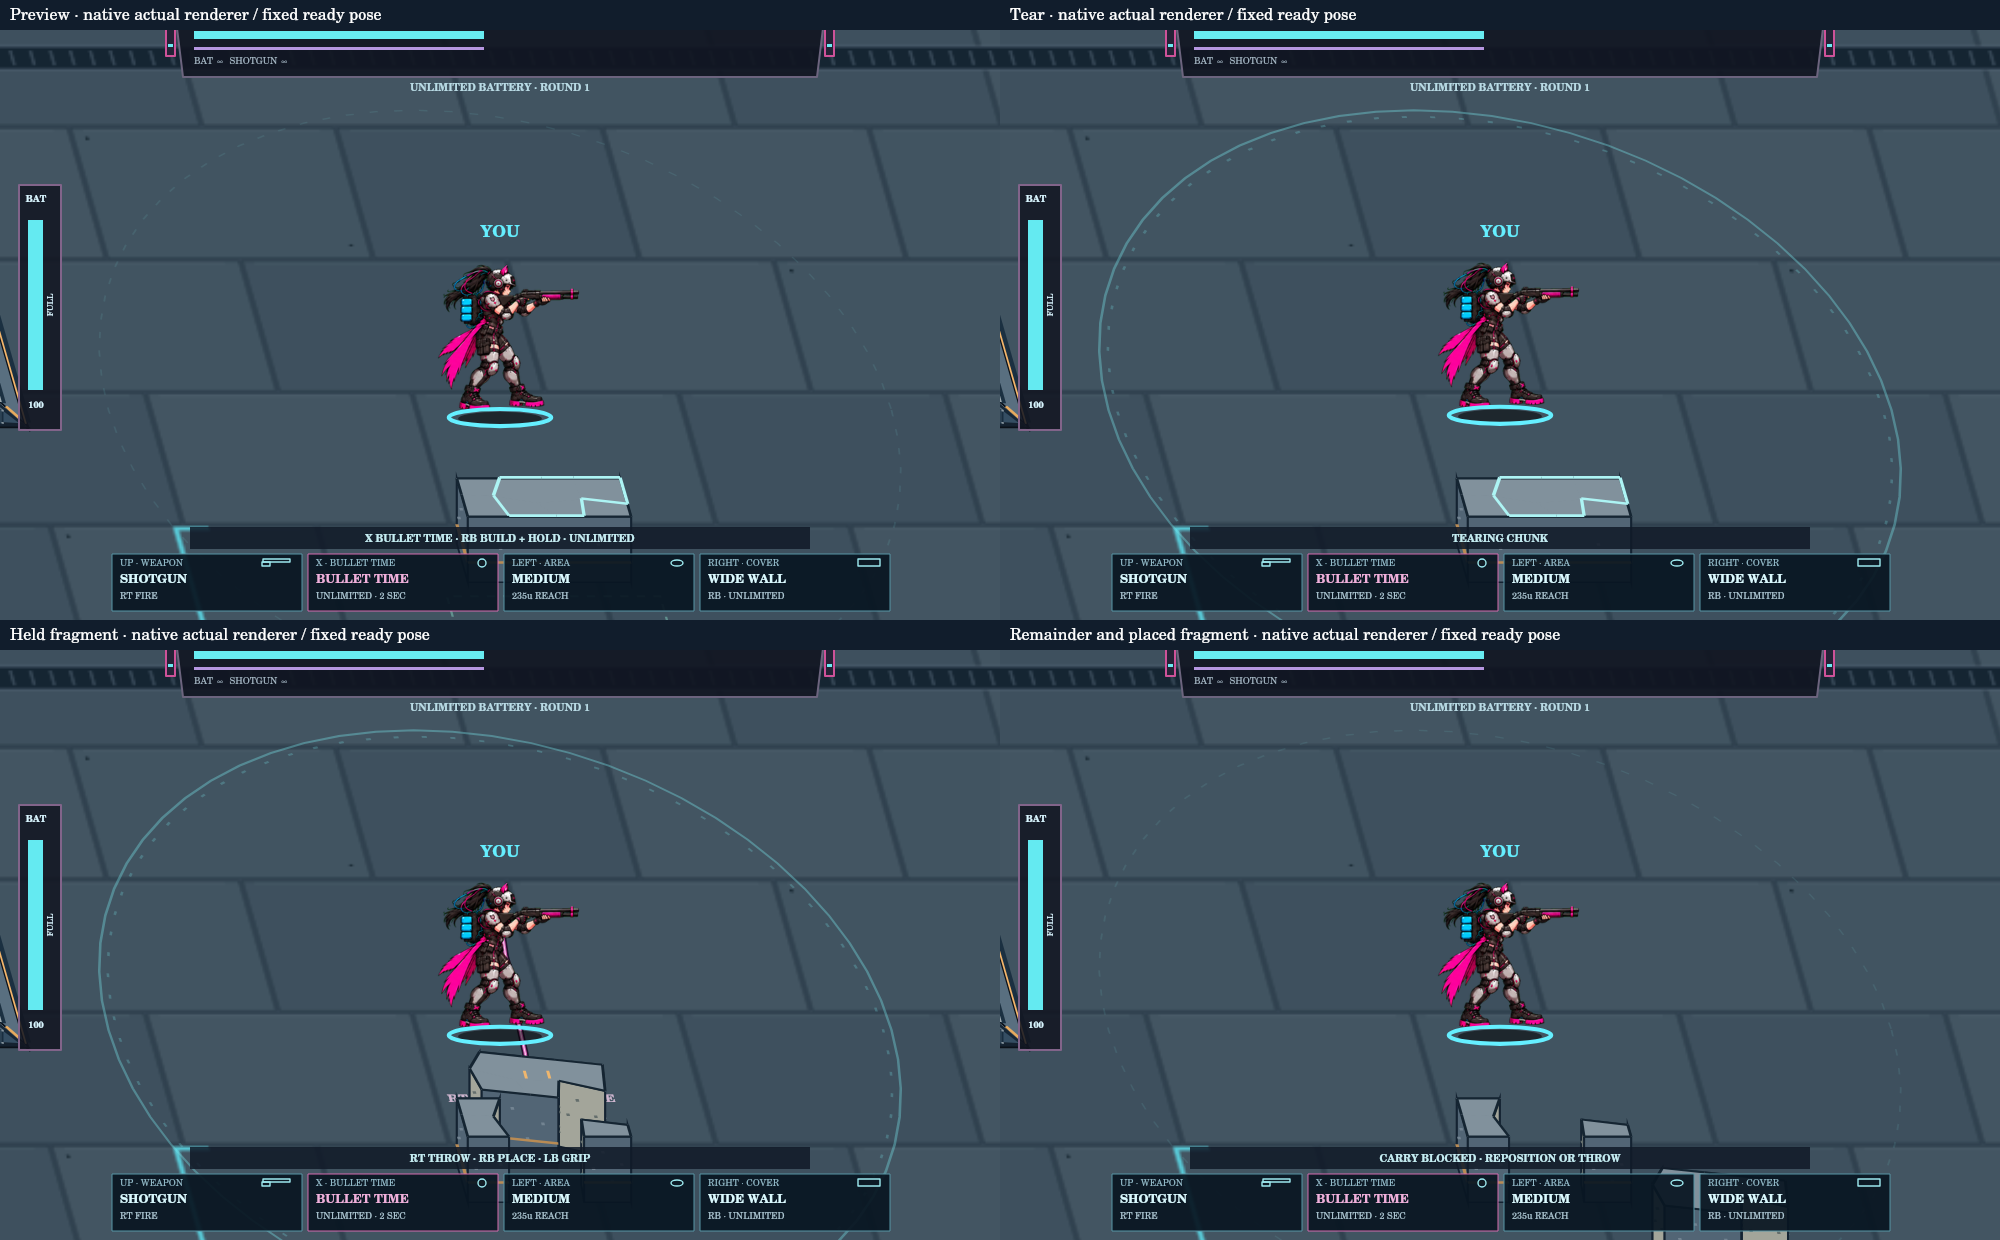 Preview · native actual renderer / fixed ready pose
BAT ∞ SHOTGUN ∞
UNLIMITED BATTERY · ROUND 1
BAT
FULL
100
YOU
X BULLET TIME · RB BUILD + HOLD · UNLIMITED
UP · WEAPON
SHOTGUN
RT FIRE
X · BULLET TIME
BULLET TIME
UNLIMITED · 2 SEC
LEFT · AREA
MEDIUM
235u REACH
RIGHT · COVER
WIDE WALL
RB · UNLIMITED
Tear · native actual renderer / fixed ready pose
BAT ∞ SHOTGUN ∞
UNLIMITED BATTERY · ROUND 1
BAT
FULL
100
YOU
TEARING CHUNK
UP · WEAPON
SHOTGUN
RT FIRE
X · BULLET TIME
BULLET TIME
UNLIMITED · 2 SEC
LEFT · AREA
MEDIUM
235u REACH
RIGHT · COVER
WIDE WALL
RB · UNLIMITED
Held fragment · native actual renderer / fixed ready pose
BAT ∞ SHOTGUN ∞
UNLIMITED BATTERY · ROUND 1
BAT
FULL
100
YOU
RT THROW · RB PLACE · LB GRIP
UP · WEAPON
SHOTGUN
RT FIRE
X · BULLET TIME
BULLET TIME
UNLIMITED · 2 SEC
LEFT · AREA
MEDIUM
235u REACH
RIGHT · COVER
WIDE WALL
RB · UNLIMITED
Remainder and placed fragment · native actual renderer / fixed ready pose
BAT ∞ SHOTGUN ∞
UNLIMITED BATTERY · ROUND 1
BAT
FULL
100
YOU
CARRY BLOCKED · REPOSITION OR THROW
UP · WEAPON
SHOTGUN
RT FIRE
X · BULLET TIME
BULLET TIME
UNLIMITED · 2 SEC
LEFT · AREA
MEDIUM
235u REACH
RIGHT · COVER
WIDE WALL
RB · UNLIMITED